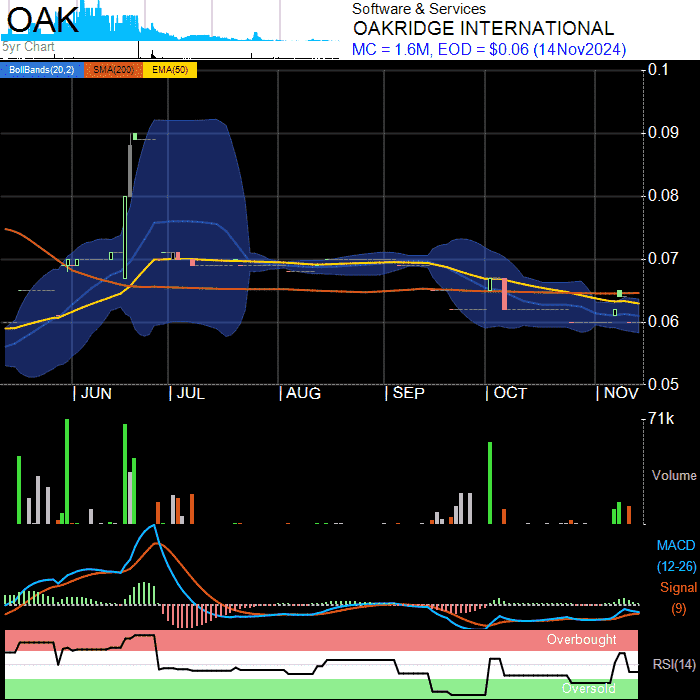 OAK
5yr Chart
Software & Services
OAKRIDGE INTERNATIONAL
MC = 1.6M, EOD = $0.06 (14Nov2024)
BollBands(20,2) SMA(200) EMA(50)
0.1
0.09
0.08
0.07
0.06
0.05
JUN JUL AUG SEP OCT NOV
71k
Volume
MACD
(12-26)
Signal
(9)
Overbought
RSI(14)
Oversold